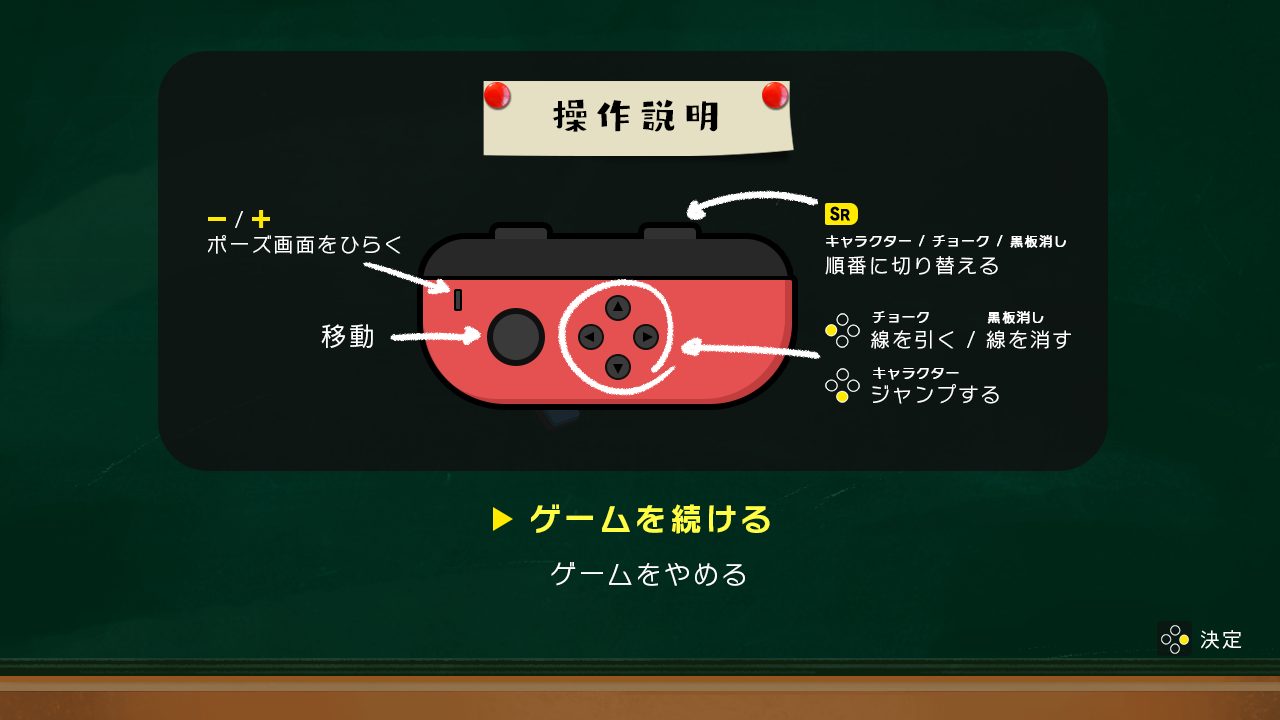 操作説明
− / +
ポーズ画面をひらく
移動
SR
キャラクター / チョーク / 黒板消し
順番に切り替える
チョーク 黒板消し
線を引く / 線を消す
キャラクター
ジャンプする
ゲームを続ける
ゲームをやめる
決定